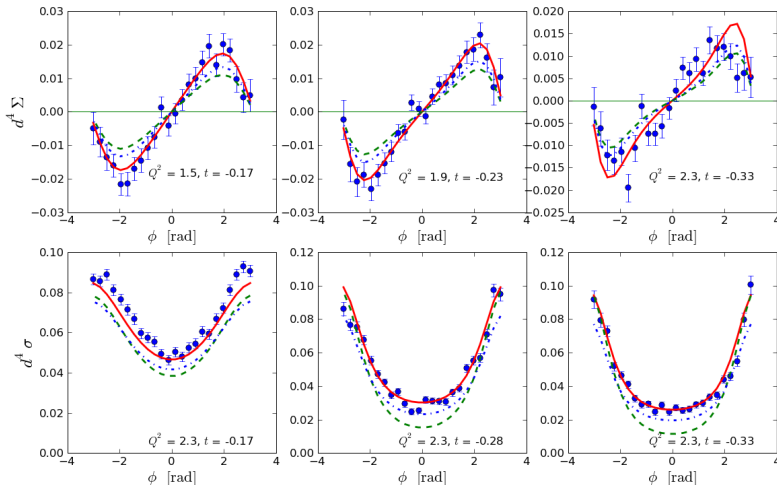 0.03
0.02
0.01
0.00
−0.01
−0.02
−0.03
d⁴ Σ
−4 −2 0 2 4
ϕ [rad]
Q² = 1.5, t = -0.17
0.03
0.02
0.01
0.00
−0.01
−0.02
−0.03
−4 −2 0 2 4
ϕ [rad]
Q² = 1.9, t = -0.23
0.020
0.015
0.010
0.005
0.000
−0.005
−0.010
−0.015
−0.020
−0.025
−4 −2 0 2 4
ϕ [rad]
Q² = 2.3, t = -0.33
0.10
0.08
0.06
0.04
0.02
0.00
d⁴ σ
−4 −2 0 2 4
ϕ [rad]
Q² = 2.3, t = -0.17
0.12
0.10
0.08
0.06
0.04
0.02
0.00
−4 −2 0 2 4
ϕ [rad]
Q² = 2.3, t = -0.28
0.12
0.10
0.08
0.06
0.04
0.02
0.00
−4 −2 0 2 4
ϕ [rad]
Q² = 2.3, t = -0.33